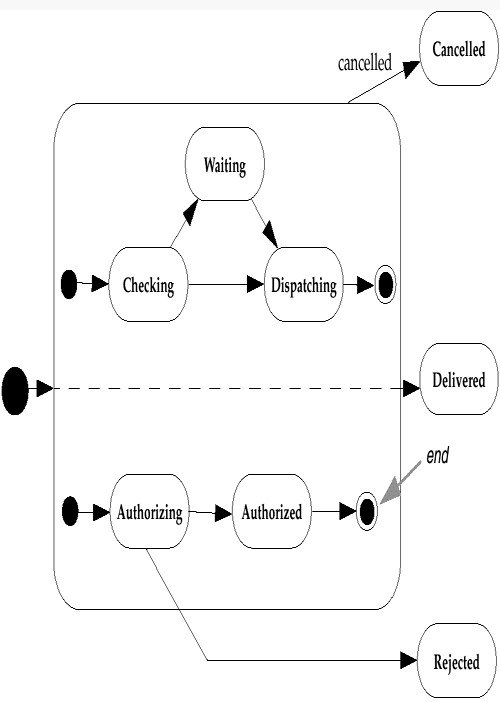 Cancelled
cancelled
Waiting
Checking
Dispatching
Delivered
end
Authorizing
Authorized
Rejected